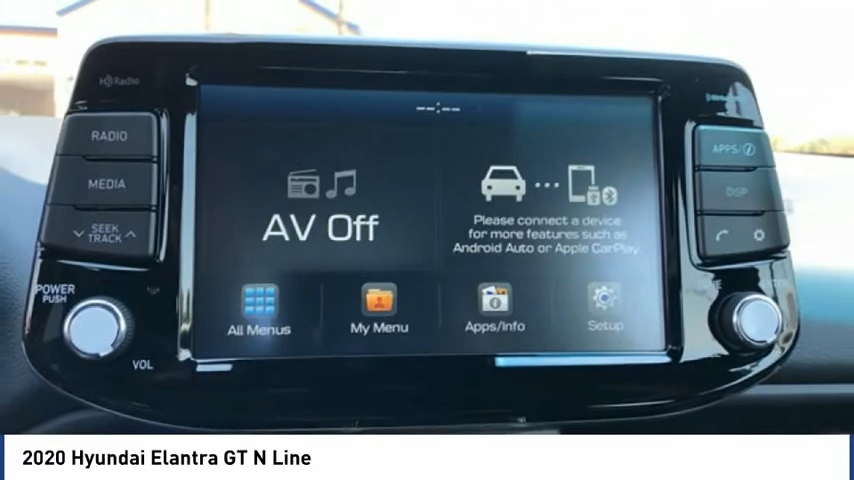 HD Radio
RADIO
MEDIA
SEEK
TRACK
POWER
PUSH
VOL
--:--
AV Off
Please connect a device
for more features such as
Android Auto or Apple CarPlay.
All Menus
My Menu
Apps/Info
Setup
APPS/i
DSP
2020 Hyundai Elantra GT N Line